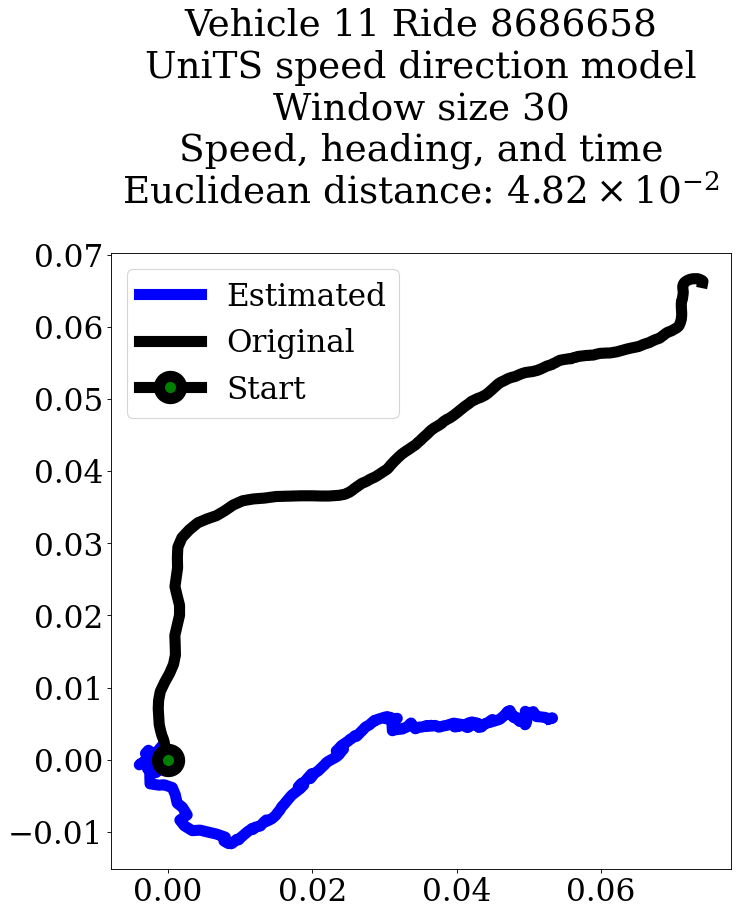 Vehicle 11 Ride 8686658
UniTS speed direction model
Window size 30
Speed, heading, and time
Euclidean distance: 4.82 × 10⁻²
0.07
Estimated
0.06
Original
Start
0.05
0.04
0.03
0.02
0.01
0.00
−0.01
0.00 0.02 0.04 0.06